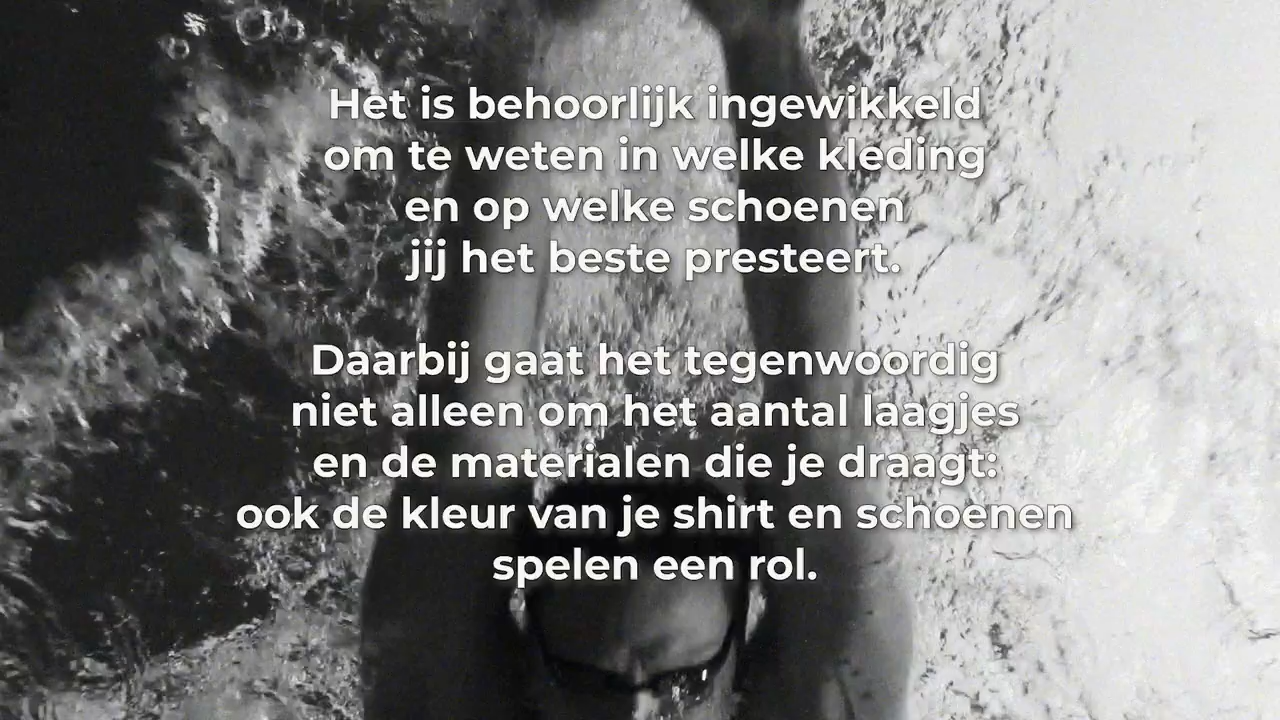 Het is behoorlijk ingewikkeld
om te weten in welke kleding
en op welke schoenen
jij het beste presteert.
Daarbij gaat het tegenwoordig
niet alleen om het aantal laagjes
en de materialen die je draagt:
ook de kleur van je shirt en schoenen
spelen een rol.